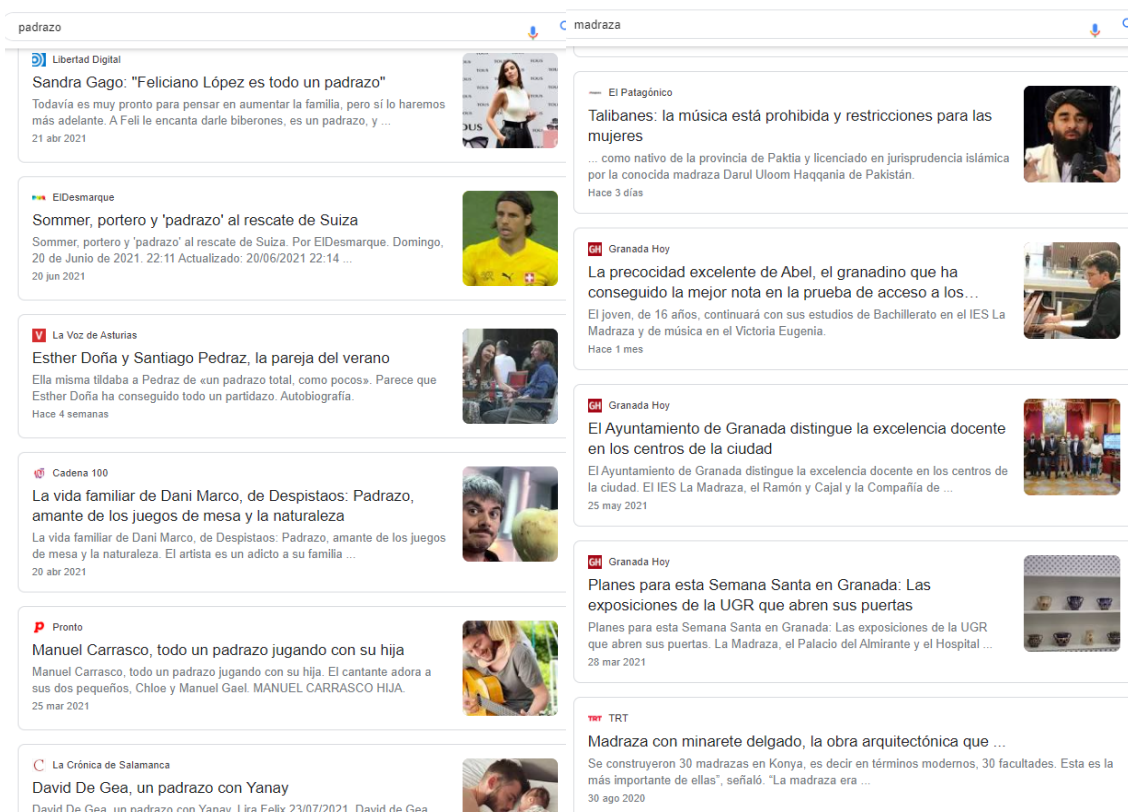 padrazo
Libertad Digital
Sandra Gago: "Feliciano López es todo un padrazo"
Todavía es muy pronto para pensar en aumentar la familia, pero sí lo haremos
más adelante. A Feli le encanta darle biberones, es un padrazo, y ...
21 abr 2021
ElDesmarque
Sommer, portero y 'padrazo' al rescate de Suiza
Sommer, portero y 'padrazo' al rescate de Suiza. Por ElDesmarque. Domingo,
20 de Junio de 2021. 22:11 Actualizado: 20/06/2021 22:14 ...
20 jun 2021
V La Voz de Asturias
Esther Doña y Santiago Pedraz, la pareja del verano
Ella misma tildaba a Pedraz de «un padrazo total, como pocos». Parece que
Esther Doña ha conseguido todo un partidazo. Autobiografía.
Hace 4 semanas
Cadena 100
La vida familiar de Dani Marco, de Despistaos: Padrazo,
amante de los juegos de mesa y la naturaleza
La vida familiar de Dani Marco, de Despistaos: Padrazo, amante de los juegos
de mesa y la naturaleza. El artista es un adicto a su familia ...
20 abr 2021
P Pronto
Manuel Carrasco, todo un padrazo jugando con su hija
Manuel Carrasco, todo un padrazo jugando con su hija. El cantante adora a
sus dos pequeños, Chloe y Manuel Gael. MANUEL CARRASCO HIJA.
25 mar 2021
C La Crónica de Salamanca
David De Gea, un padrazo con Yanay
David De Gea, un padrazo con Yanay. Lira Felix 23/07/2021. David de Gea
madraza
El Patagónico
Talibanes: la música está prohibida y restricciones para las
mujeres
... como nativo de la provincia de Paktia y licenciado en jurisprudencia islámica
por la conocida madraza Darul Uloom Haqqania de Pakistán.
Hace 3 días
GH Granada Hoy
La precocidad excelente de Abel, el granadino que ha
conseguido la mejor nota en la prueba de acceso a los...
El joven, de 16 años, continuará con sus estudios de Bachillerato en el IES La
Madraza y de música en el Victoria Eugenia.
Hace 1 mes
GH Granada Hoy
El Ayuntamiento de Granada distingue la excelencia docente
en los centros de la ciudad
El Ayuntamiento de Granada distingue la excelencia docente en los centros de
la ciudad. El IES La Madraza, el Ramón y Cajal y la Compañía de ...
25 may 2021
GH Granada Hoy
Planes para esta Semana Santa en Granada: Las
exposiciones de la UGR que abren sus puertas
Planes para esta Semana Santa en Granada: Las exposiciones de la UGR
que abren sus puertas. La Madraza, el Palacio del Almirante y el Hospital ...
28 mar 2021
TRT TRT
Madraza con minarete delgado, la obra arquitectónica que ...
Se construyeron 30 madrazas en Konya, es decir en términos modernos, 30 facultades. Esta es la
más importante de ellas", señaló. "La madraza era ...
30 ago 2020